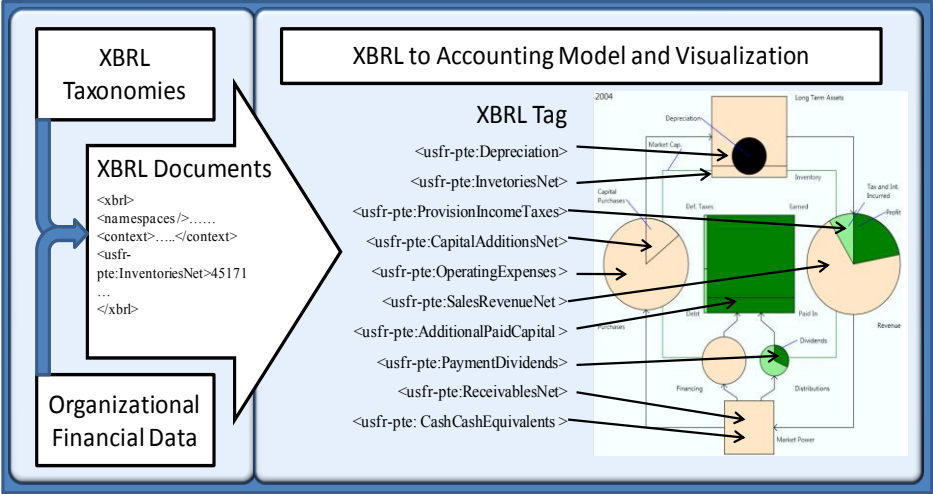 XBRL
Taxonomies
XBRL Documents
<xbrl>
<namespaces/>......
<context>.....</context>
<usfr-
pte:InventoriesNet>45171
...
</xbrl>
Organizational
Financial Data
XBRL to Accounting Model and Visualization
XBRL Tag
<usfr-pte:Depreciation>
<usfr-pte:InvetoriesNet>
<usfr-pte:ProvisionIncomeTaxes>
<usfr-pte:CapitalAdditionsNet>
<usfr-pte:OperatingExpenses >
<usfr-pte:SalesRevenueNet >
<usfr-pte:AdditionalPaidCapital >
<usfr-pte:PaymentDividends>
<usfr-pte:ReceivablesNet>
<usfr-pte: CashCashEquivalents >
2004
Long Term Assets
Depreciation
Market Cap.
Inventory
Capital
Purchases
Def. Taxes
Earned
Tax and Int.
Incurred
Profit
Purchases
Debt
Paid In
Revenue
Dividends
Financing
Distributions
Market Power